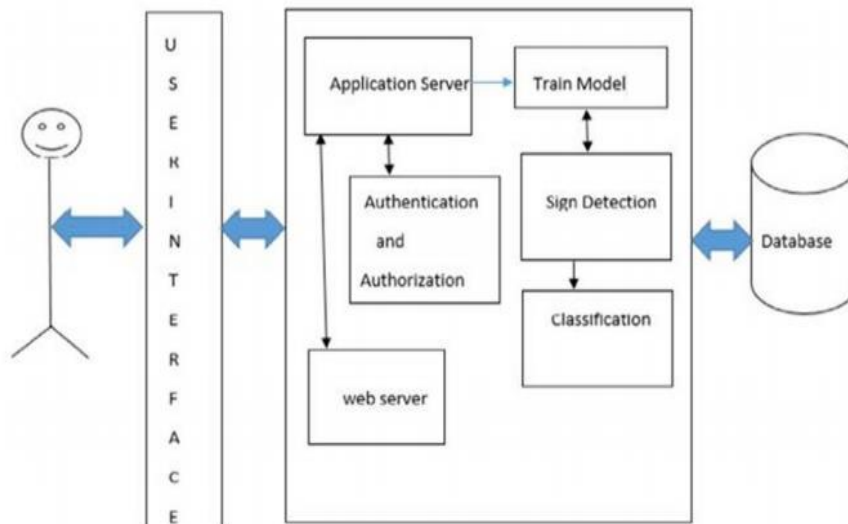 U
S
E
R
I
N
T
E
R
F
A
C
E
Application Server
Train Model
Authentication
and
Authorization
Sign Detection
Classification
web server
Database